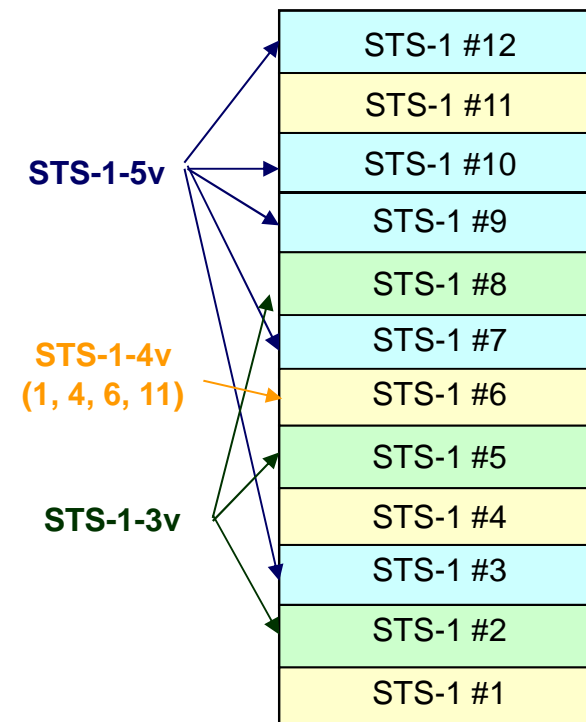 STS-1 #12
STS-1 #11
STS-1 #10
STS-1-5v
STS-1 #9
STS-1 #8
STS-1 #7
STS-1-4v
(1, 4, 6, 11)
STS-1 #6
STS-1 #5
STS-1-3v
STS-1 #4
STS-1 #3
STS-1 #2
STS-1 #1